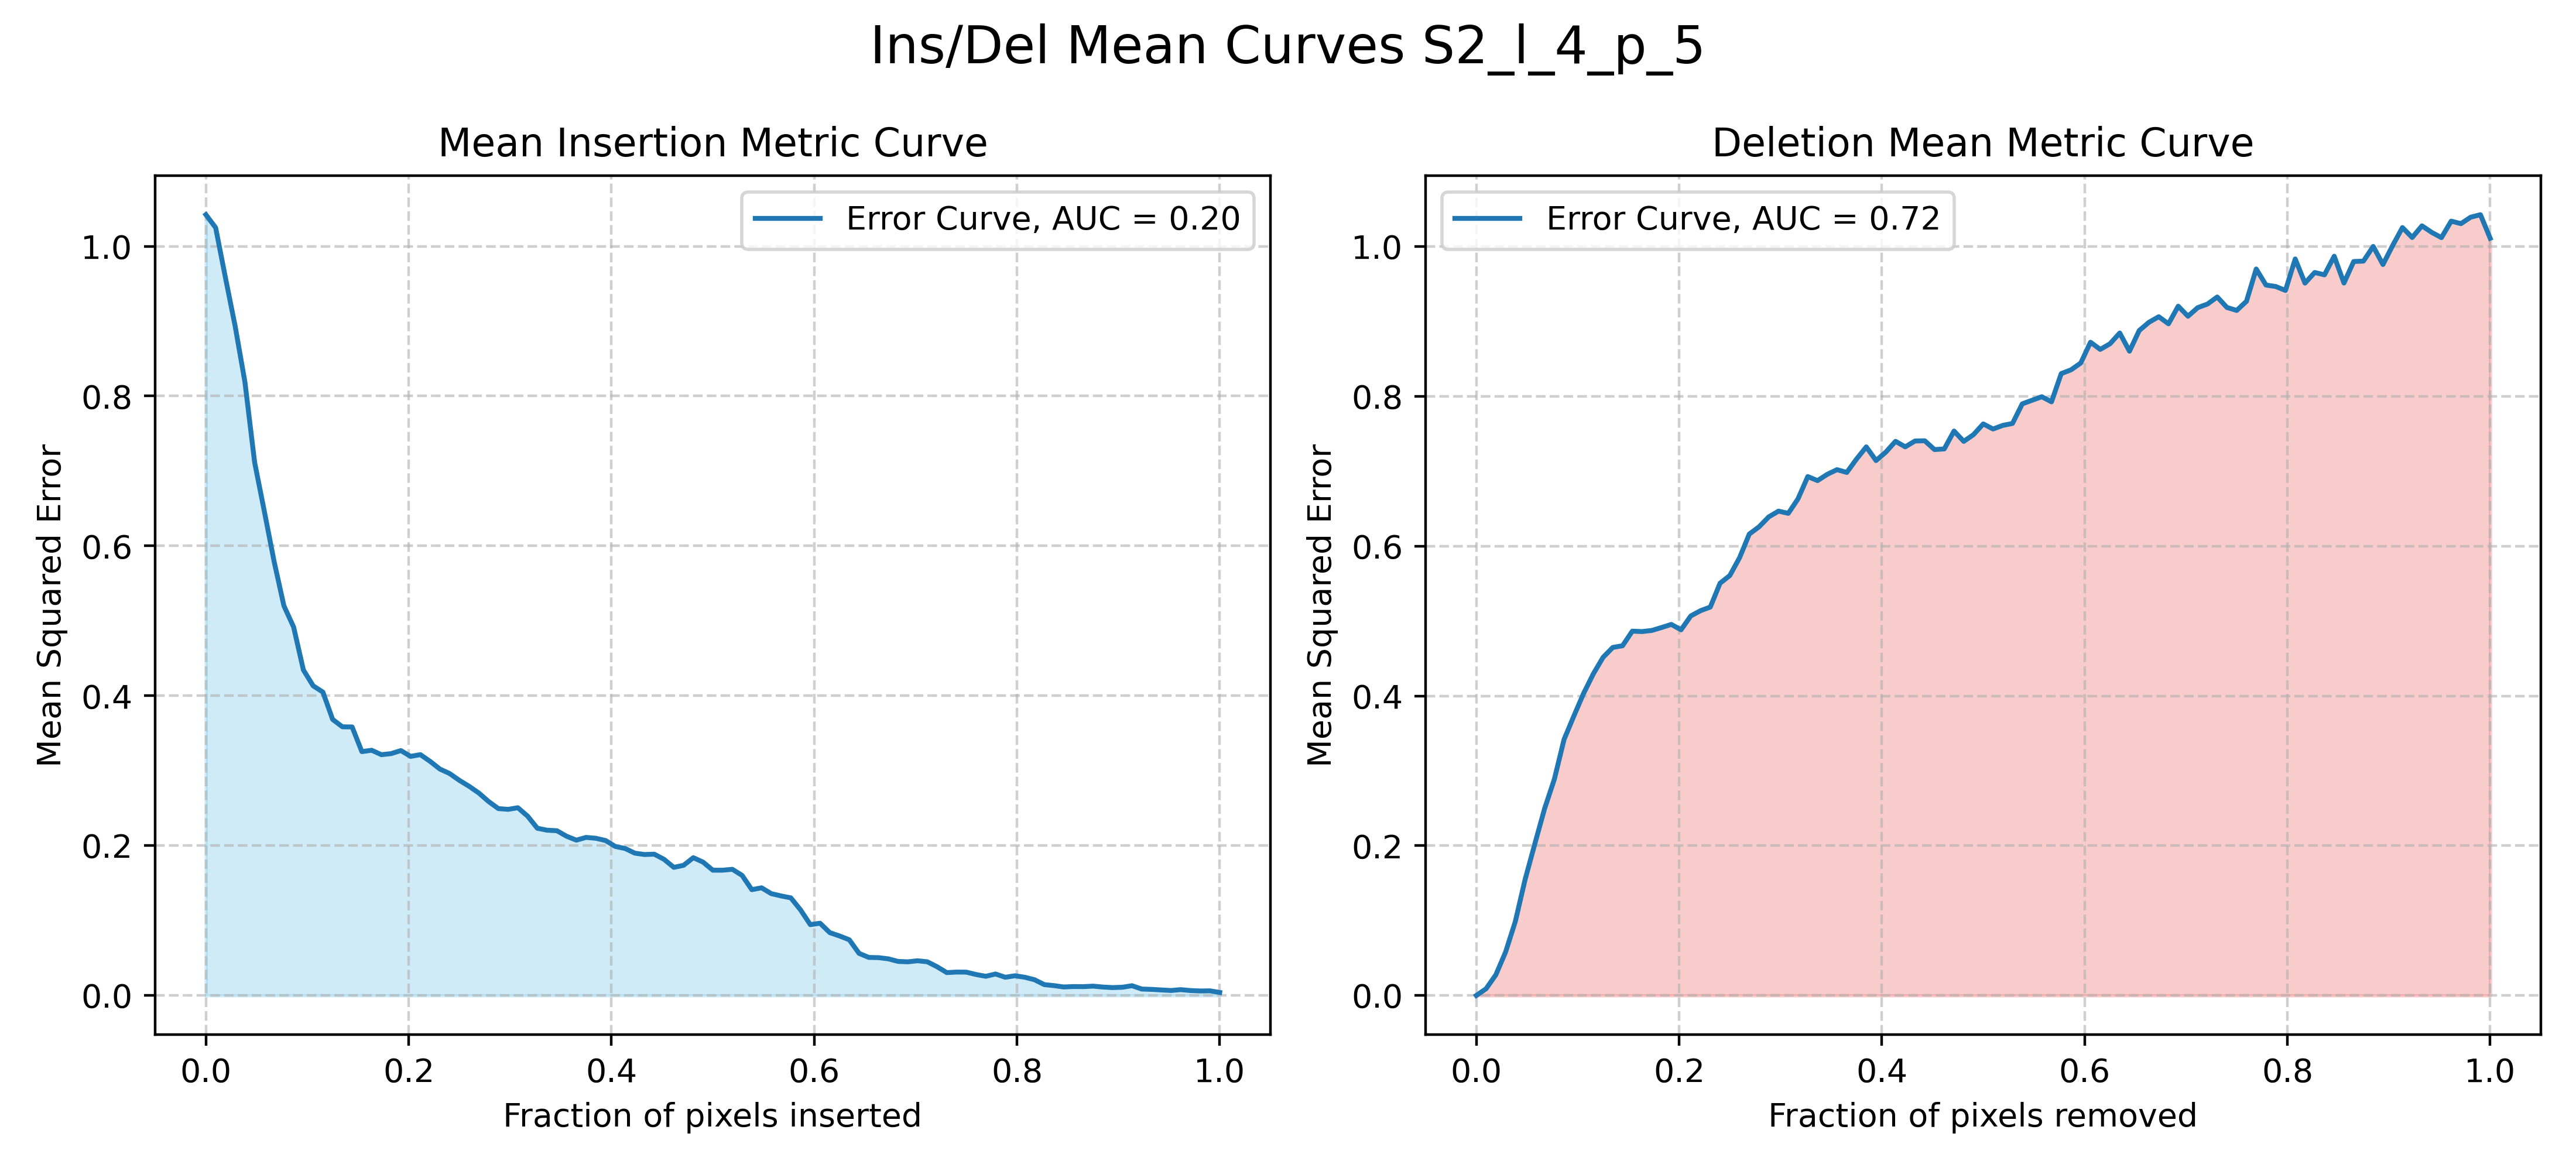 Ins/Del Mean Curves S2_l_4_p_5
Mean Insertion Metric Curve
Error Curve, AUC = 0.20
Mean Squared Error
1.0
0.8
0.6
0.4
0.2
0.0
0.0 0.2 0.4 0.6 0.8 1.0
Fraction of pixels inserted
Deletion Mean Metric Curve
Error Curve, AUC = 0.72
Mean Squared Error
1.0
0.8
0.6
0.4
0.2
0.0
0.0 0.2 0.4 0.6 0.8 1.0
Fraction of pixels removed